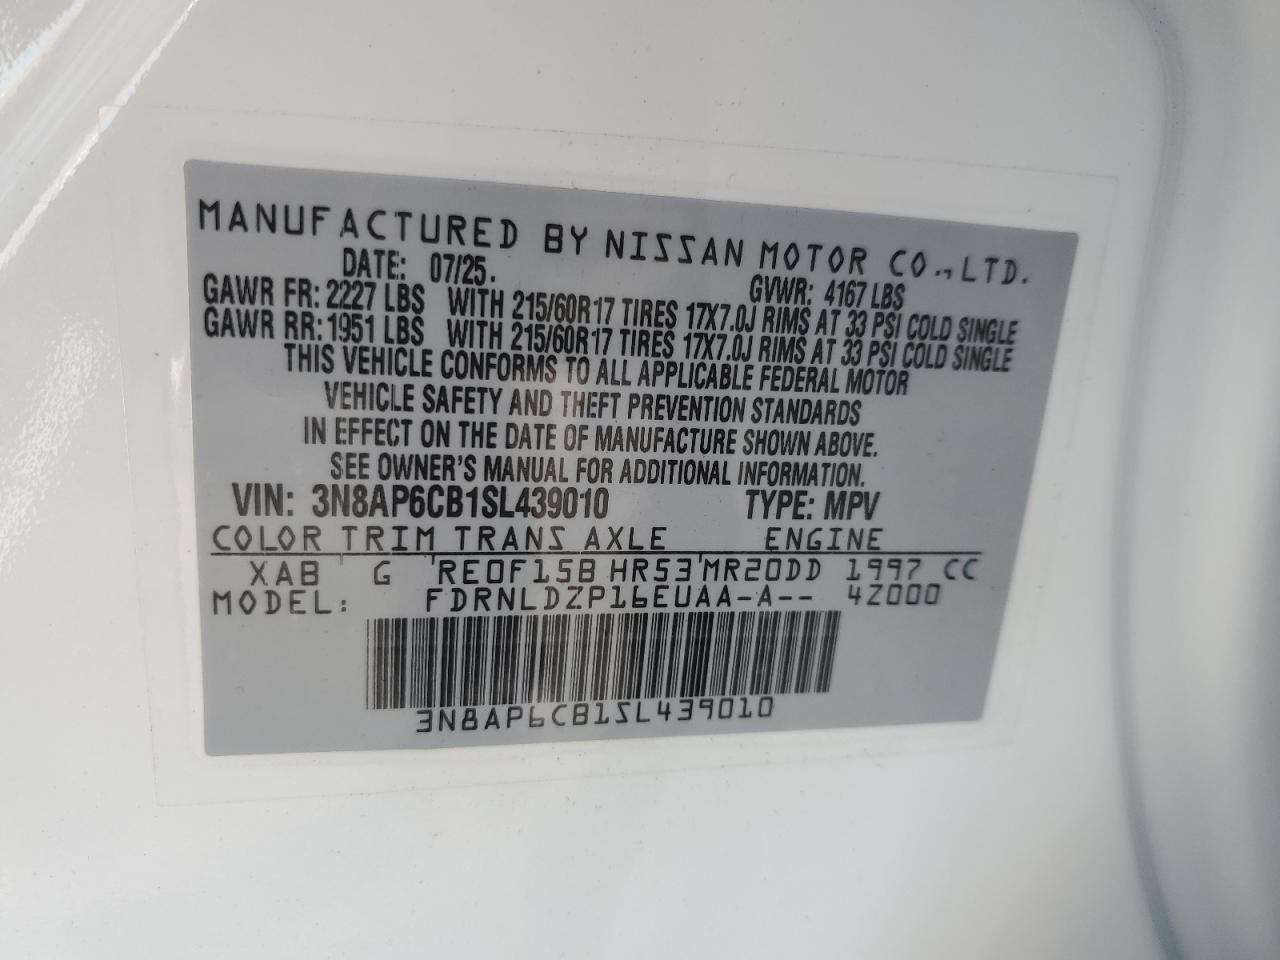 MANUFACTURED BY NISSAN MOTOR CO., LTD.
DATE: 07/25. GVWR: 4167 LBS
GAWR FR: 2227 LBS WITH 215/60R17 TIRES 17X7.0J RIMS AT 33 PSI COLD SINGLE
GAWR RR: 1951 LBS WITH 215/60R17 TIRES 17X7.0J RIMS AT 33 PSI COLD SINGLE
THIS VEHICLE CONFORMS TO ALL APPLICABLE FEDERAL MOTOR
VEHICLE SAFETY AND THEFT PREVENTION STANDARDS
IN EFFECT ON THE DATE OF MANUFACTURE SHOWN ABOVE.
SEE OWNER'S MANUAL FOR ADDITIONAL INFORMATION.
VIN: 3N8AP6CB1SL439010 TYPE: MPV
COLOR TRIM TRANS AXLE ENGINE
XAB G RE0F15B HR53 MR20DD 1997 CC
MODEL: FDRNLDZP16EUAA-A-- 4Z000
3N8AP6CB1SL439010